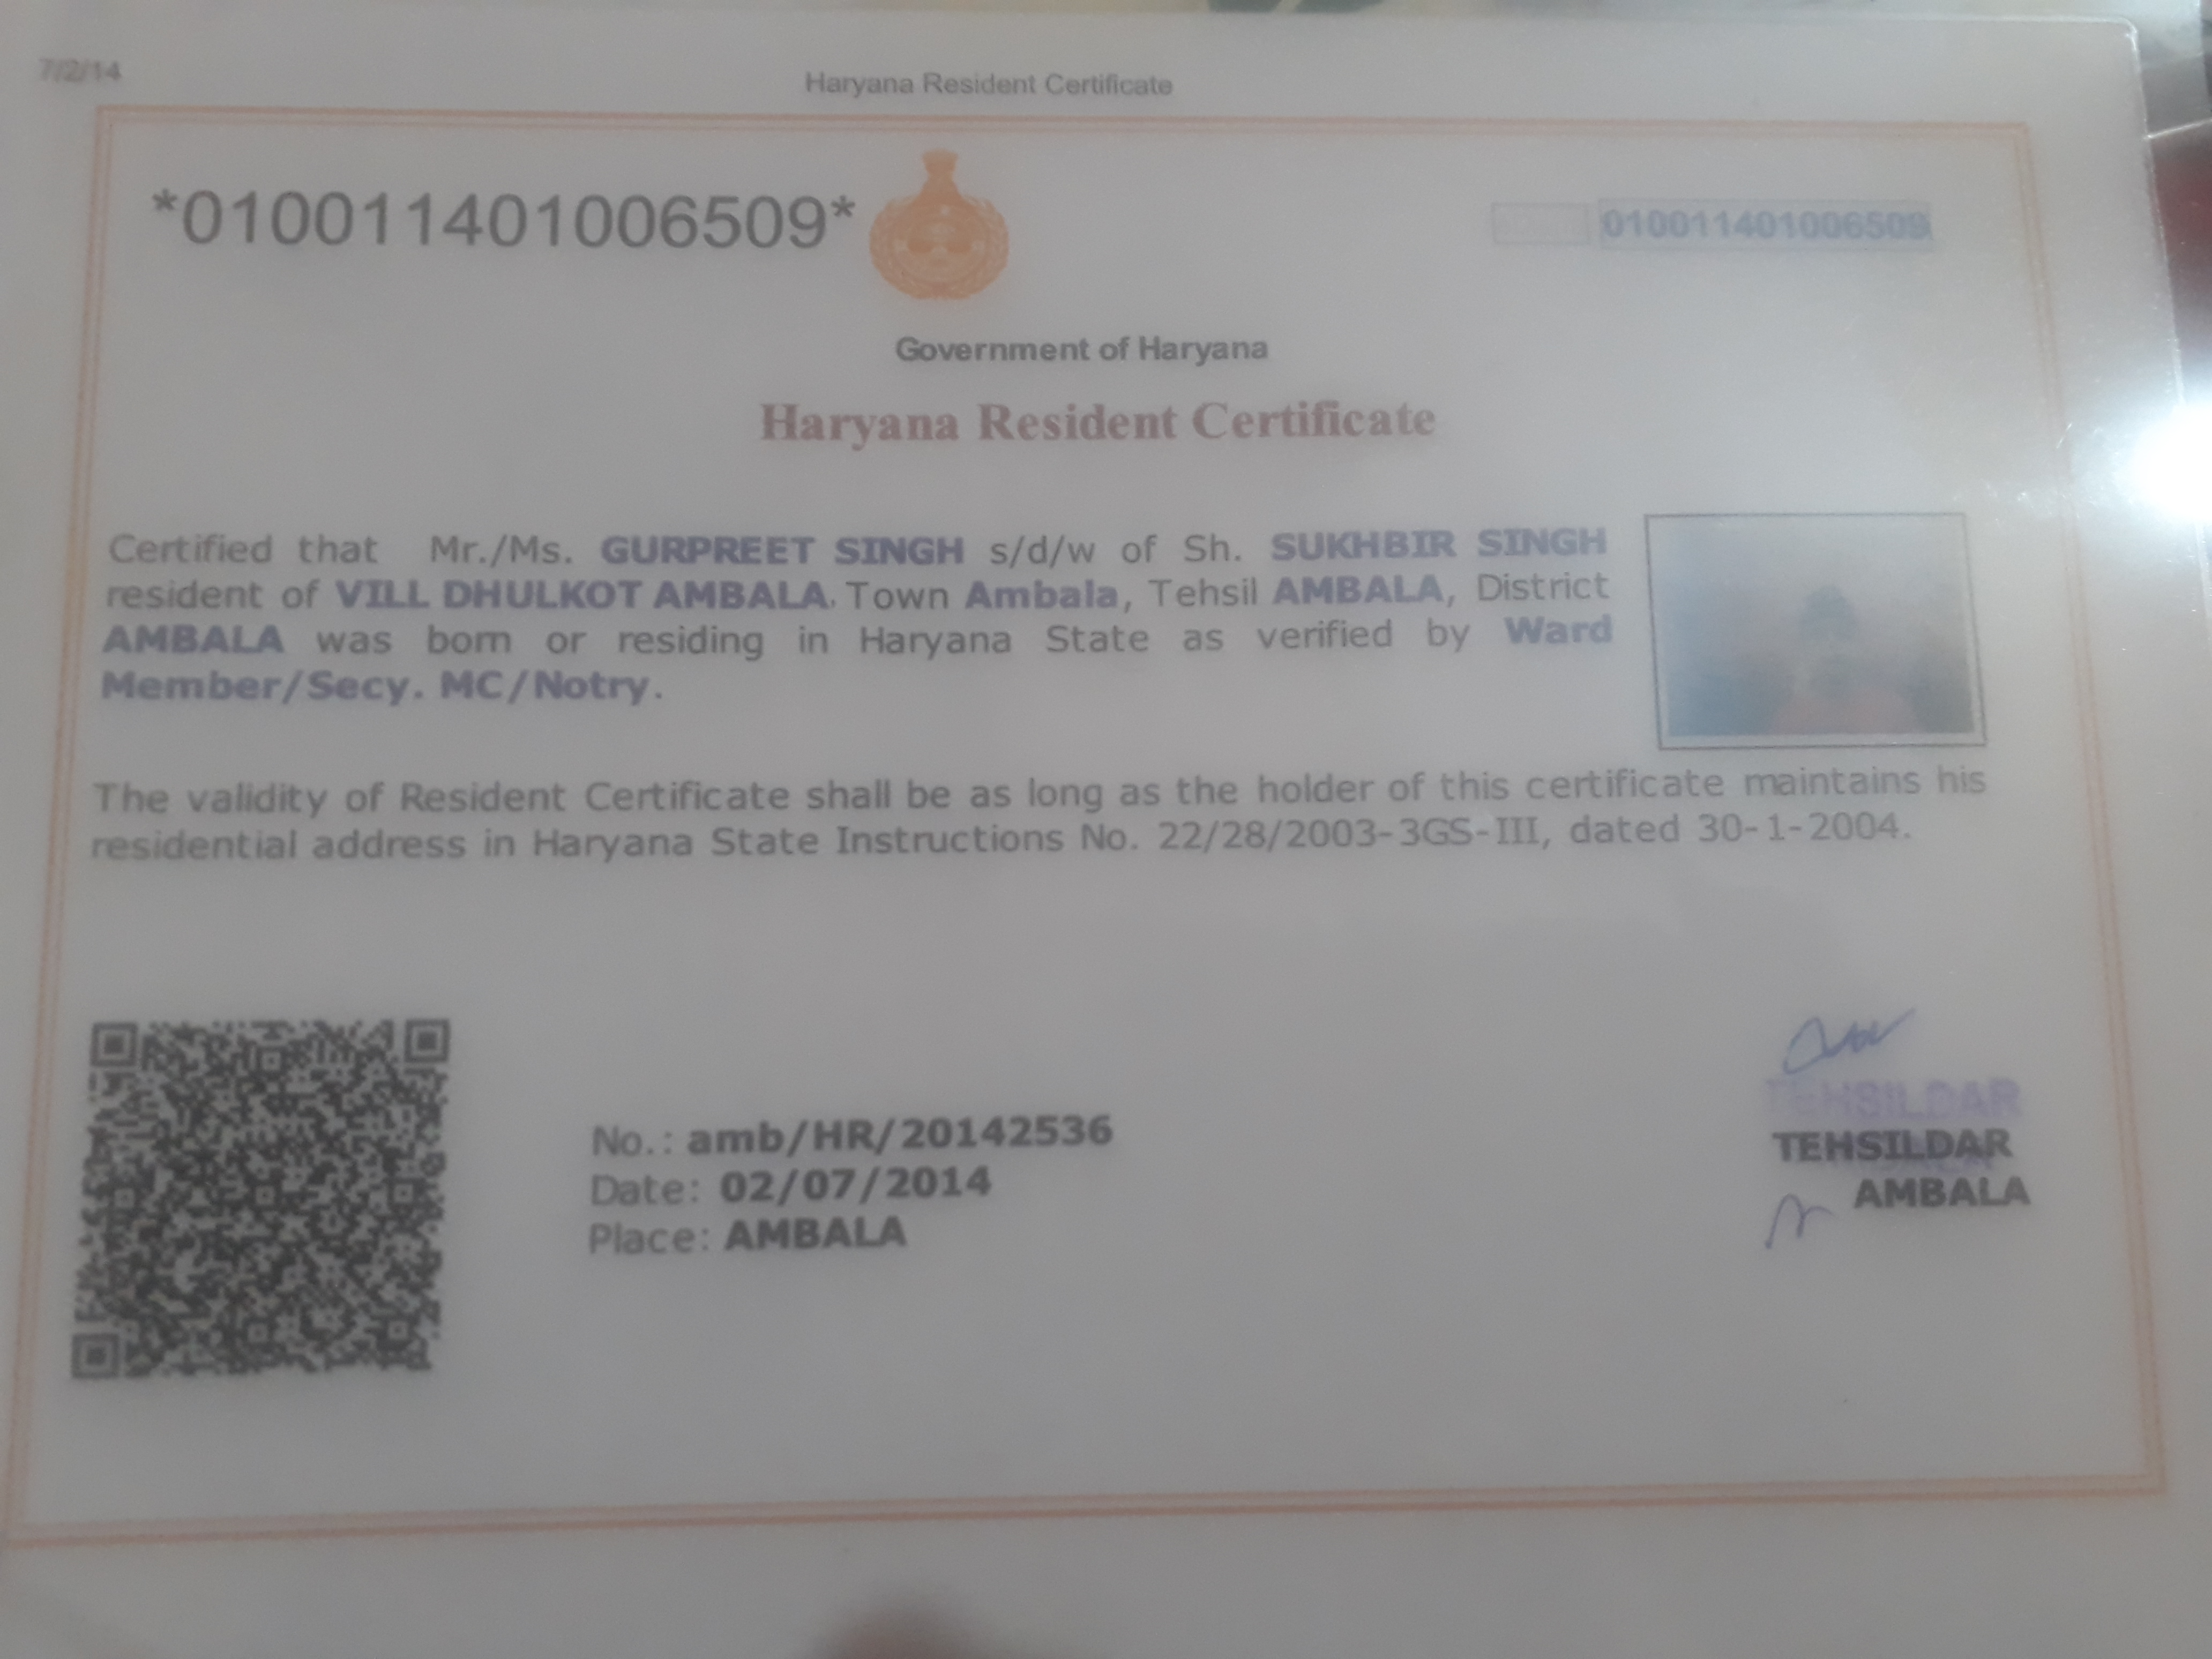 7/2/14
Haryana Resident Certificate
*0100114010006509*
010011401006509
Government of Haryana
Haryana Resident Certificate
Certified that Mr./Ms. GURPREET SINGH s/d/w of Sh. SUKHBIR SINGH
resident of VILL DHULKOT AMBALA, Town Ambala, Tehsil AMBALA, District
AMBALA was born or residing in Haryana State as verified by Ward
Member/Secy. MC/Notry.
The validity of Resident Certificate shall be as long as the holder of this certificate maintains his
residential address in Haryana State Instructions No. 22/28/2003-3GS-III, dated 30-1-2004.
No.: amb/HR/20142536
Date: 02/07/2014
Place: AMBALA
TEHSILDAR
TEHSILDAR
AMBALA